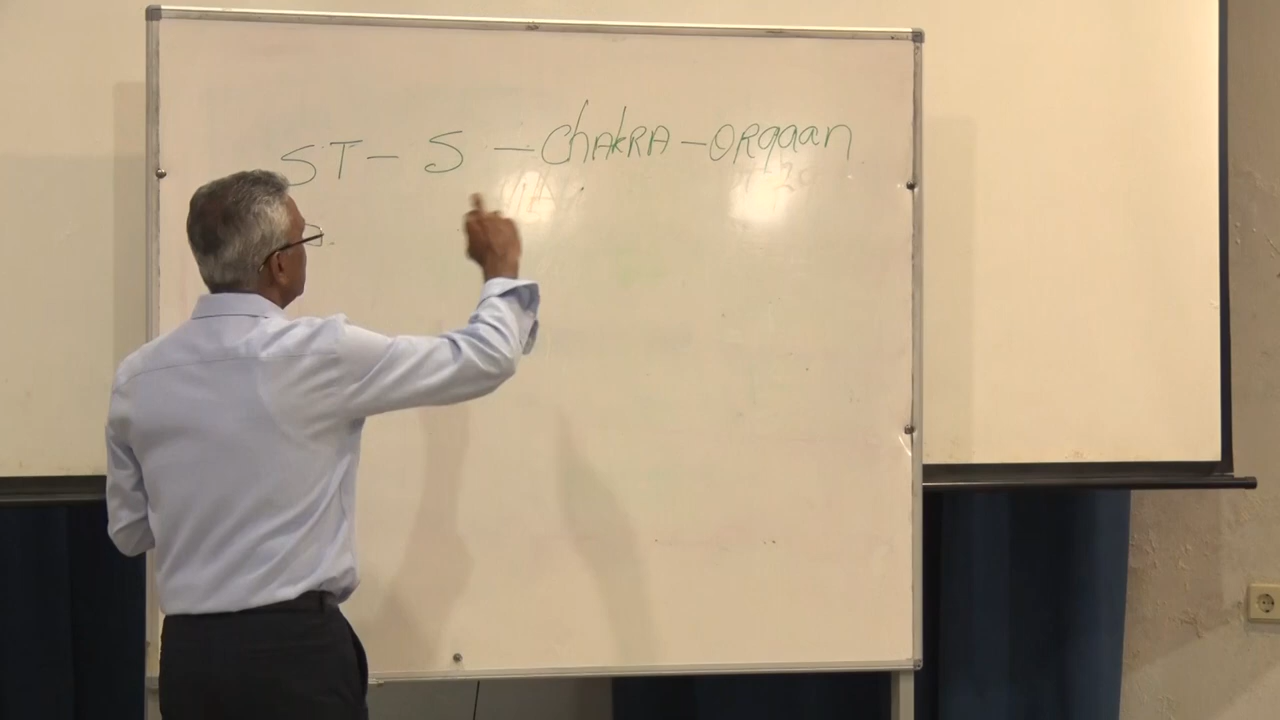 ST — S — ChAkRA — ORgaan